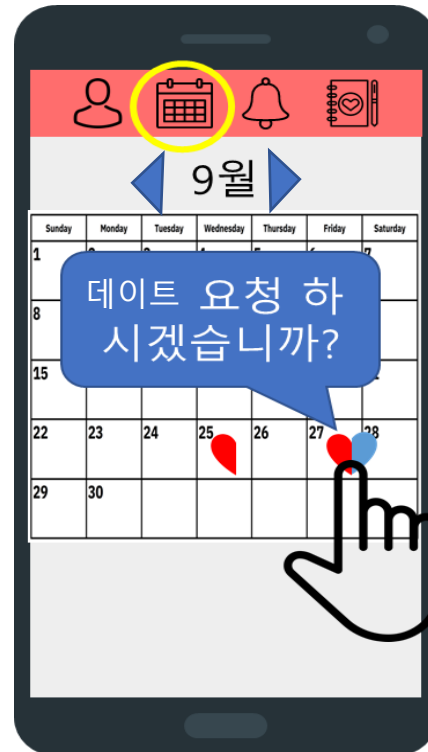 9월
Sunday Monday Tuesday Wednesday Thursday Friday Saturday
1
데이트 요청 하
시겠습니까?
8
15
22 23 24 25 26 27 28
29 30